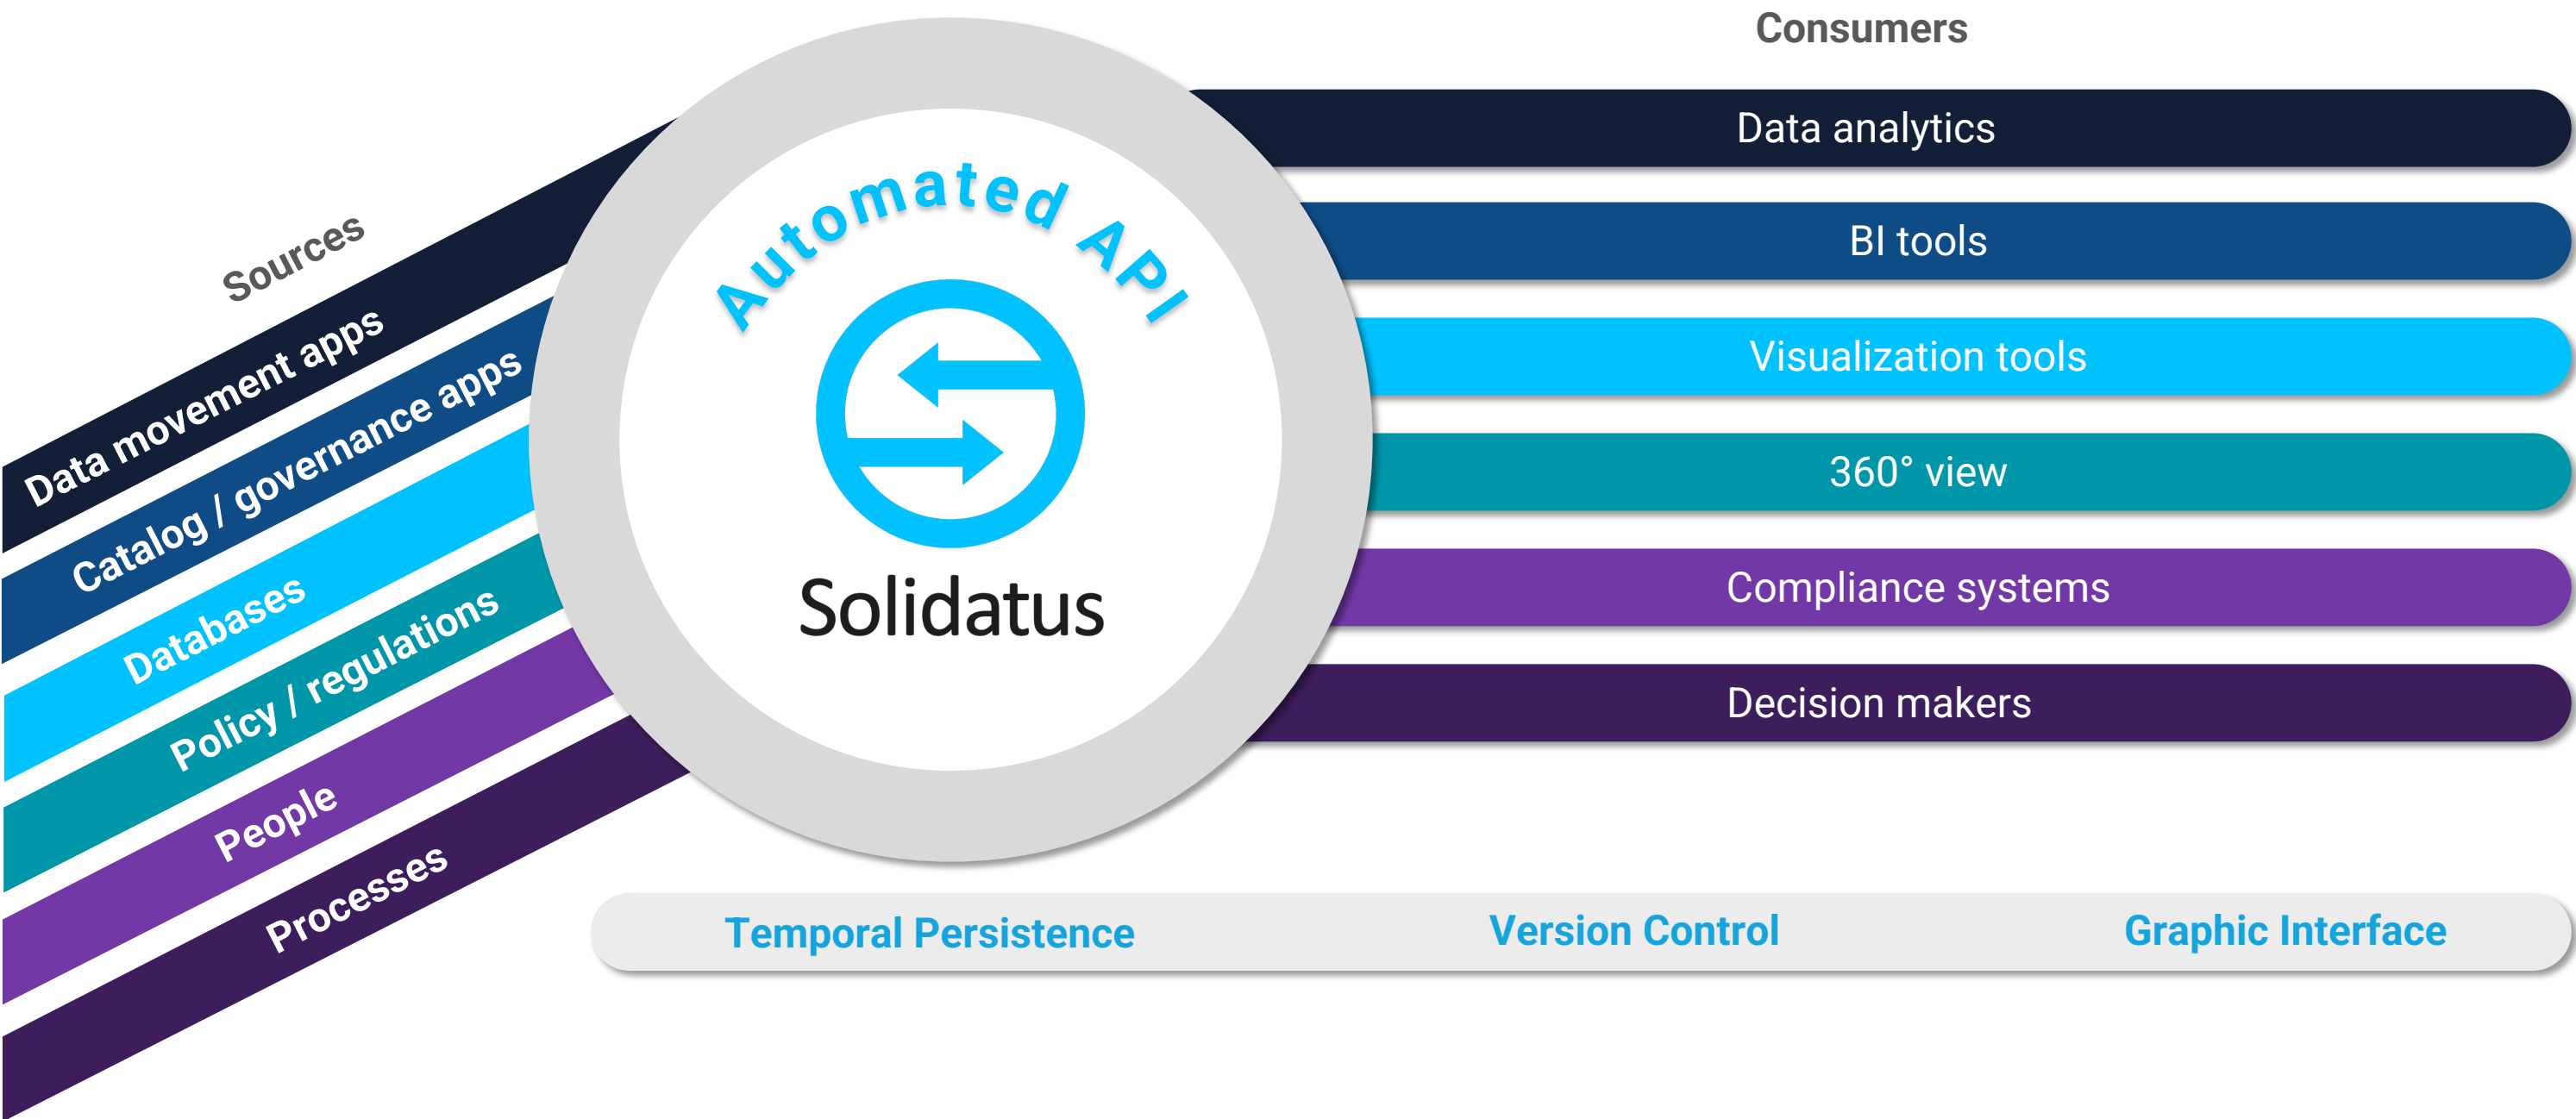 Sources
Data movement apps
Catalog / governance apps
Databases
Policy / regulations
People
Processes
Automated API
Solidatus
Consumers
Data analytics
BI tools
Visualization tools
360° view
Compliance systems
Decision makers
Temporal Persistence
Version Control
Graphic Interface